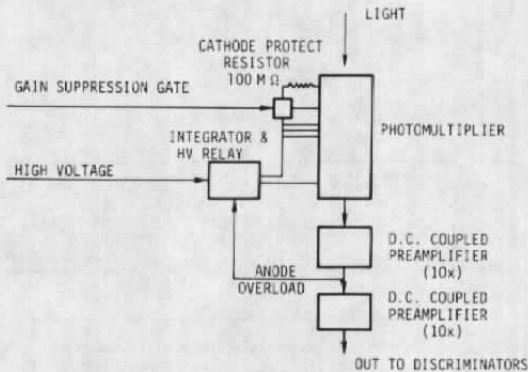 LIGHT
CATHODE PROTECT
RESISTOR
100 M Ω
GAIN SUPPRESSION GATE
PHOTOMULTIPLIER
INTEGRATOR &
HV RELAY
HIGH VOLTAGE
D.C. COUPLED
PREAMPLIFIER
(10x)
ANODE
OVERLOAD
D.C. COUPLED
PREAMPLIFIER
(10x)
OUT TO DISCRIMINATORS